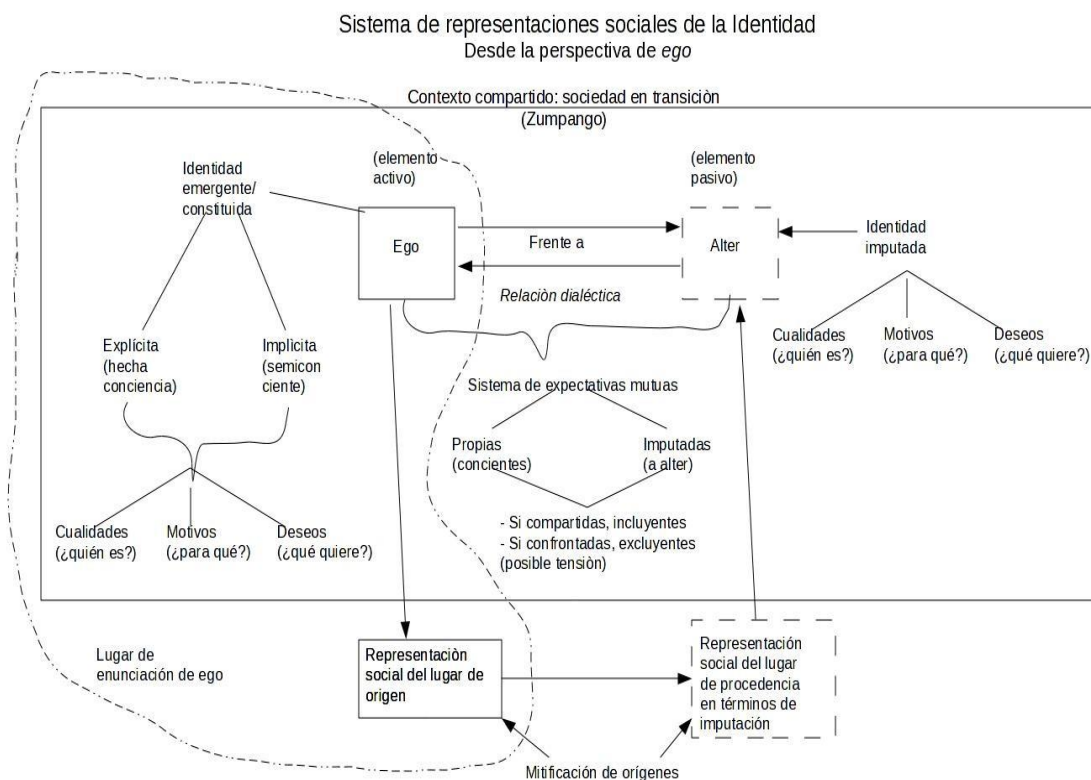 Sistema de representaciones sociales de la Identidad
Desde la perspectiva de ego
Contexto compartido: sociedad en transiciòn
(Zumpango)
Identidad
emergente/
constituida
(elemento
activo)
(elemento
pasivo)
Ego
Frente a
Alter
Identidad
imputada
Relaciòn dialéctica
Explícita
(hecha
conciencia)
Implícita
(semicon
ciente)
Cualidades
(¿quién es?)
Motivos
(¿para qué?)
Deseos
(¿qué quiere?)
Sistema de expectativas mutuas
Propias
(concientes)
Imputadas
(a alter)
- Si compartidas, incluyentes
- Si confrontadas, excluyentes
(posible tensiòn)
Cualidades
(¿quién es?)
Motivos
(¿para qué?)
Deseos
(¿qué quiere?)
Lugar de
enunciación de ego
Representaciòn
social del lugar de
origen
Representación
social del lugar
de procedencia
en términos de
imputación
Mitificación de orígenes